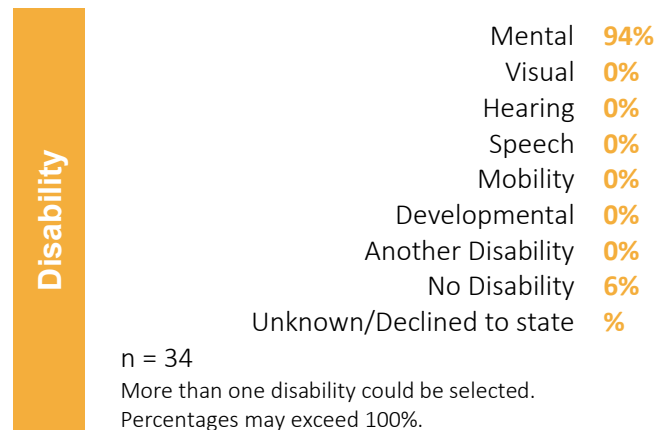 Disability
Mental 94%
Visual 0%
Hearing 0%
Speech 0%
Mobility 0%
Developmental 0%
Another Disability 0%
No Disability 6%
Unknown/Declined to state %
n = 34
More than one disability could be selected.
Percentages may exceed 100%.